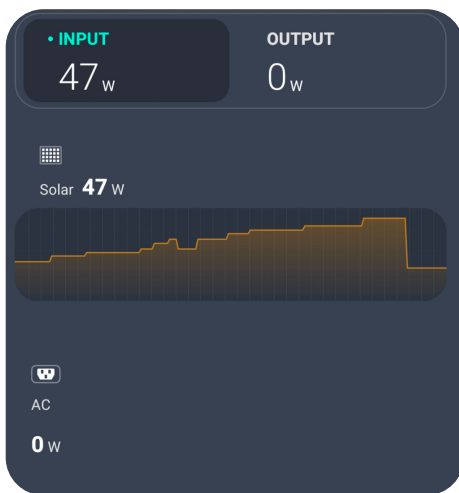 • INPUT OUTPUT
47 W 0 W
Solar 47 W
AC
0 W